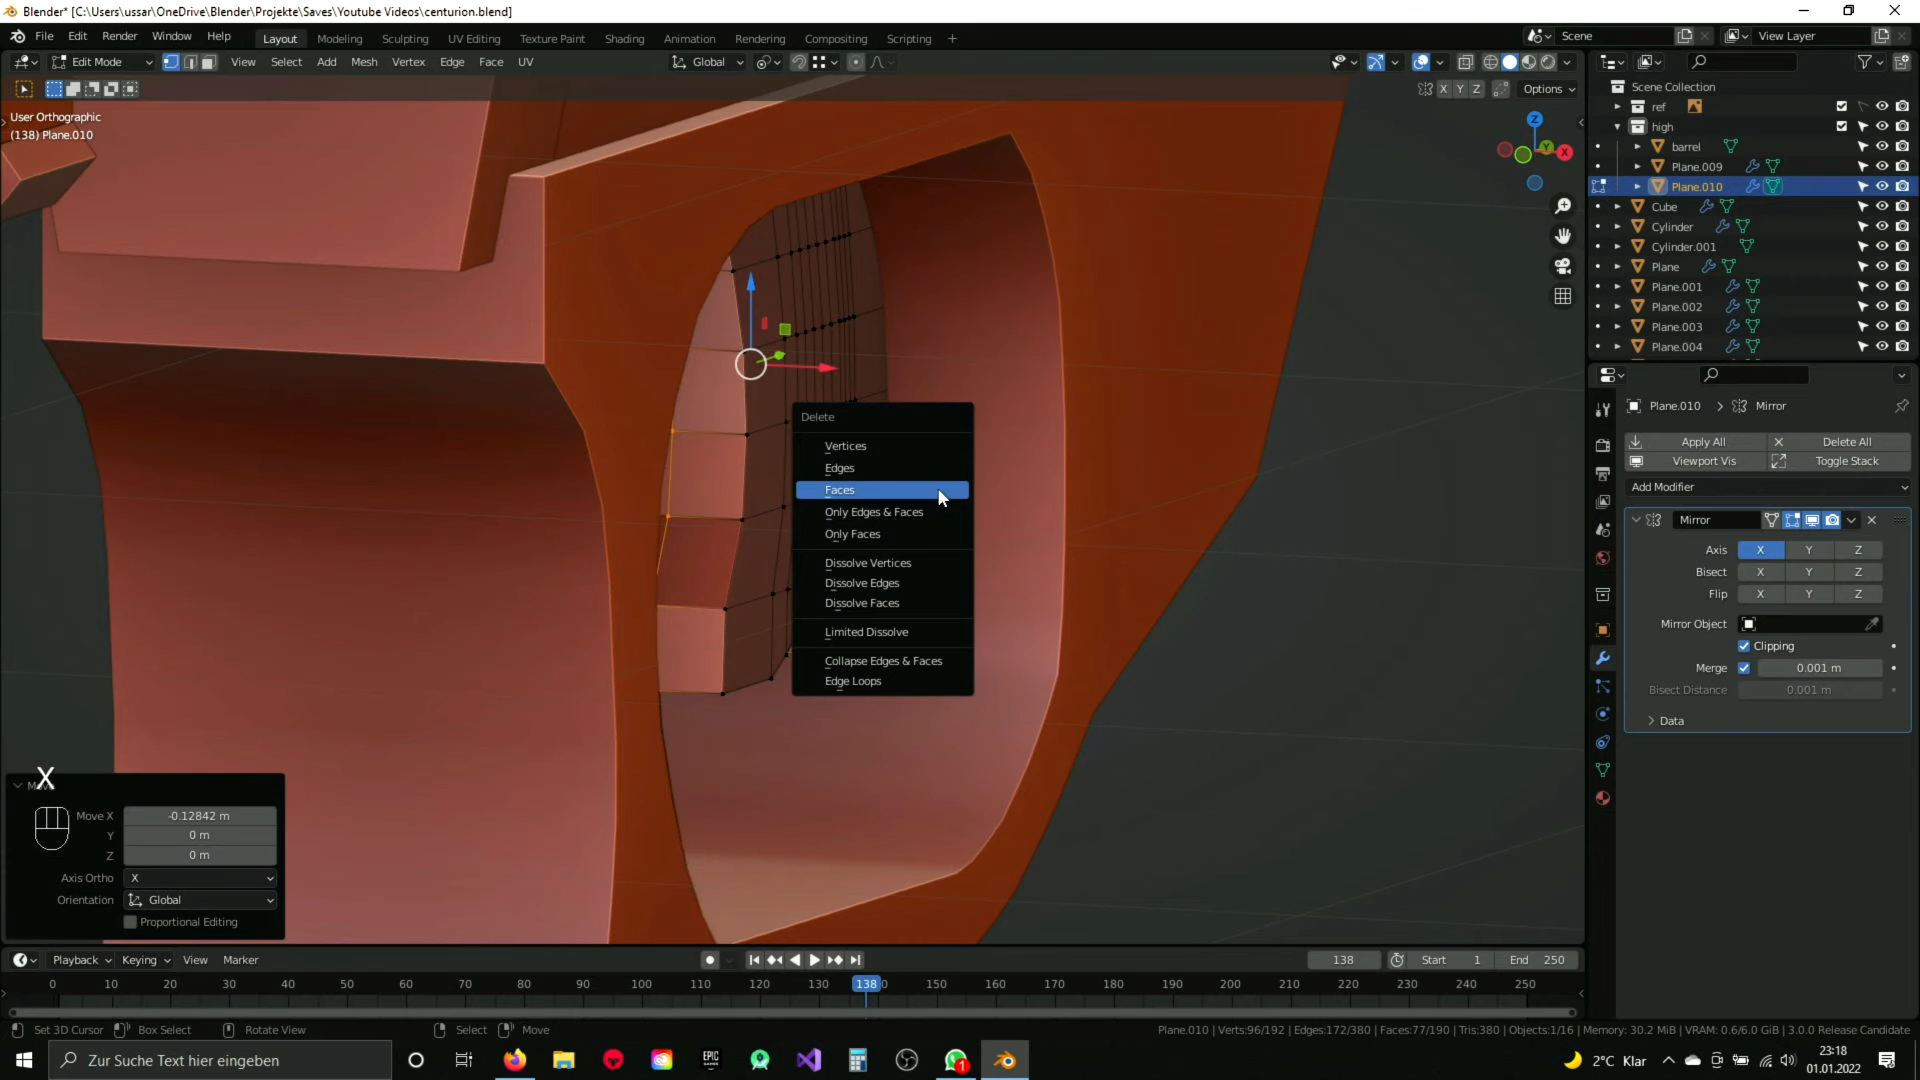 Blender* [C:\Users\ussar\OneDrive\Blender\Projekte\Saves\Youtube Videos\centurion.blend]
File Edit Render Window Help Layout Modeling Sculpting UV Editing Texture Paint Shading Animation Rendering Compositing Scripting + Scene View Layer
Edit Mode View Select Add Mesh Vertex Edge Face UV Global
X Y Z Options
User Orthographic
(138) Plane.010
Z
Y
X
Delete
Vertices
Edges
Faces
Only Edges & Faces
Only Faces
Dissolve Vertices
Dissolve Edges
Dissolve Faces
Limited Dissolve
Collapse Edges & Faces
Edge Loops
X
Move X -0.12842 m
Y 0 m
Z 0 m
Axis Ortho X
Orientation Global
Proportional Editing
Scene Collection
ref
high
barrel
Plane.009
Plane.010
Cube
Cylinder
Cylinder.001
Plane
Plane.001
Plane.002
Plane.003
Plane.004
Plane.010 > Mirror
Apply All Delete All
Viewport Vis Toggle Stack
Add Modifier
Mirror
Axis X Y Z
Bisect X Y Z
Flip X Y Z
Mirror Object
Clipping
Merge 0.001 m
Bisect Distance 0.001 m
Data
Playback Keying View Marker 138 Start 1 End 250
0 10 20 30 40 50 60 70 80 90 100 110 120 130 138 150 160 170 180 190 200 210 220 230 240 250
Set 3D Cursor Box Select Rotate View Select Move Plane.010 | Verts:96/192 | Edges:172/380 | Faces:77/190 | Tris:380 | Objects:1/16 | Memory: 30.2 MiB | VRAM: 0.6/6.0 GiB | 3.0.0 Release Candidate
Zur Suche Text hier eingeben EPIC GAMES 1 2°C Klar 23:18
01.01.2022